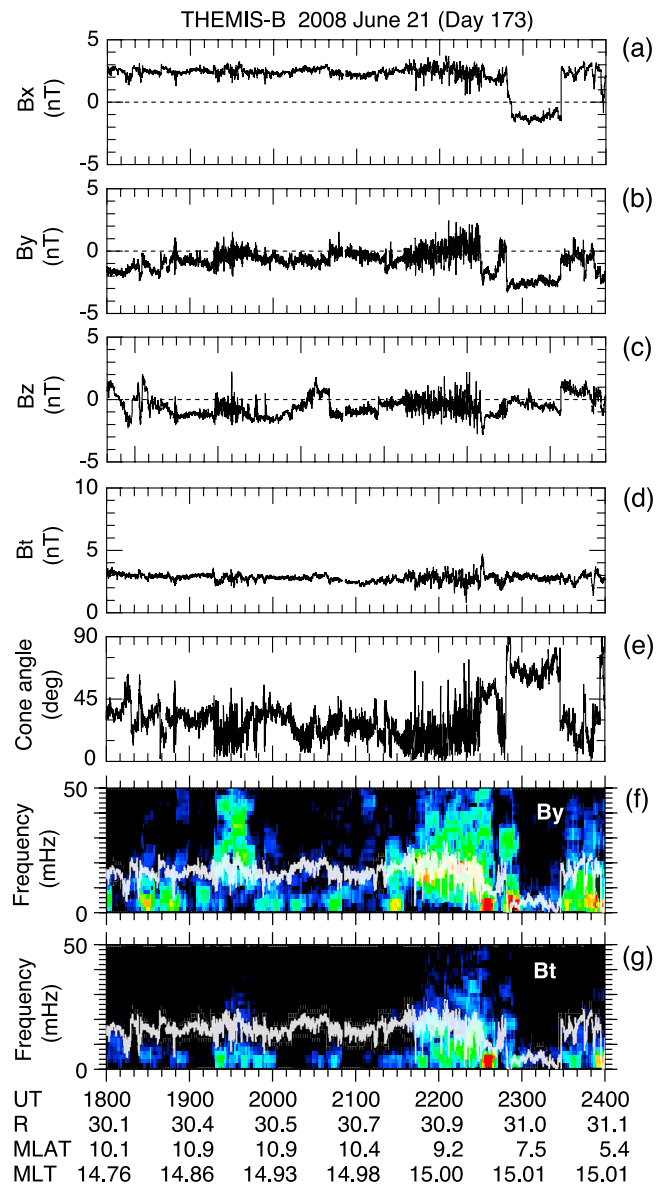 THEMIS-B 2008 June 21 (Day 173)
(a)
5
0
-5
Bx
(nT)
(b)
5
0
-5
By
(nT)
(c)
5
0
-5
Bz
(nT)
(d)
10
5
0
Bt
(nT)
(e)
90
45
0
Cone angle
(deg)
(f)
50
0
Frequency
(mHz)
By
(g)
50
0
Frequency
(mHz)
Bt
UT 1800 1900 2000 2100 2200 2300 2400
R 30.1 30.4 30.5 30.7 30.9 31.0 31.1
MLAT 10.1 10.9 10.9 10.4 9.2 7.5 5.4
MLT 14.76 14.86 14.93 14.98 15.00 15.01 15.01